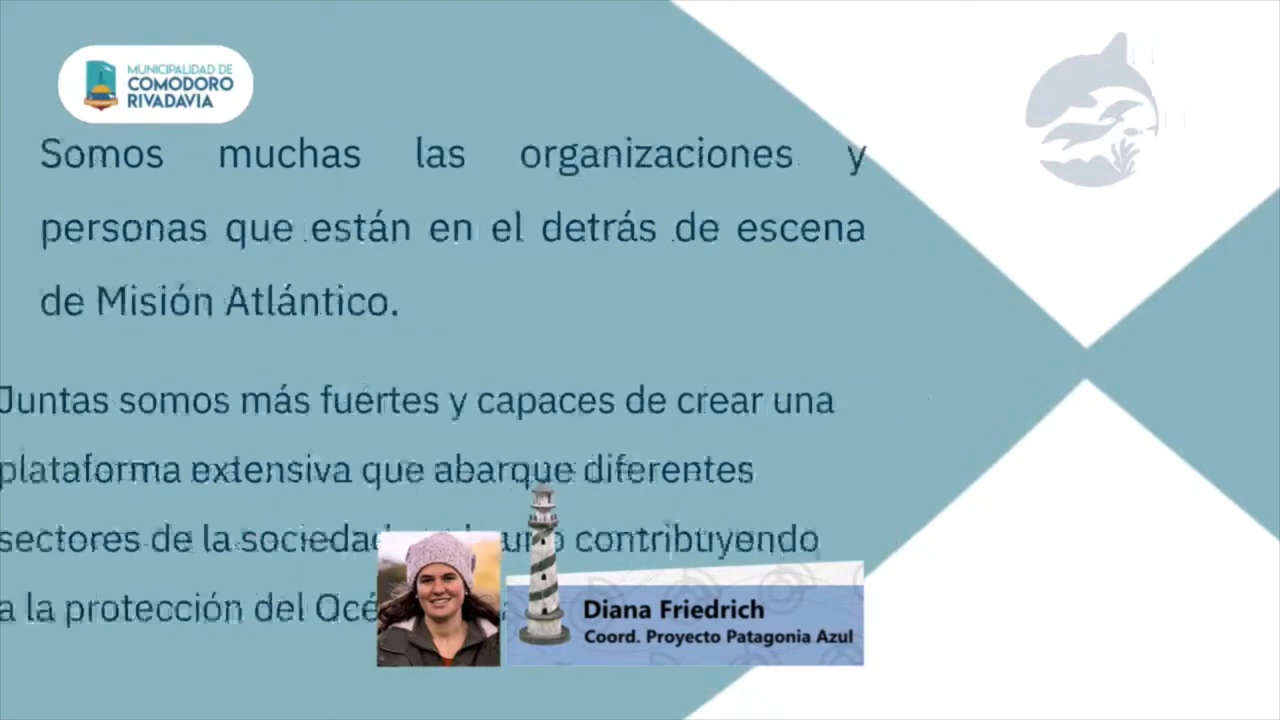 MUNICIPALIDAD DE
COMODORO
RIVADAVIA
Somos muchas las organizaciones y
personas que están en el detrás de escena
de Misión Atlántico.
Juntas somos más fuertes y capaces de crear una
plataforma extensiva que abarque diferentes
sectores de la sociedad contribuyendo
a la protección del
Diana Friedrich
Coord. Proyecto Patagonia Azul